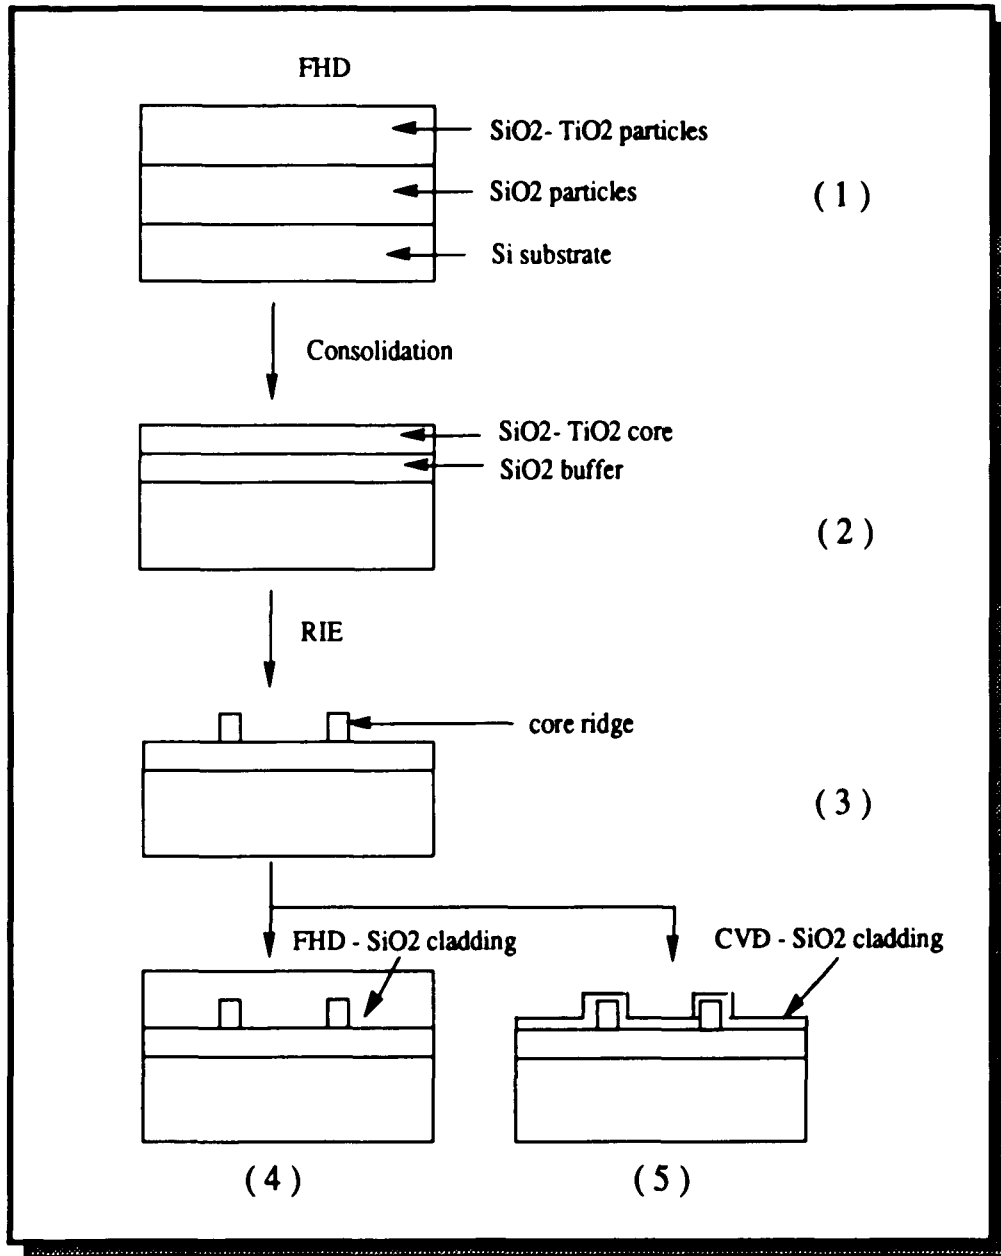 FHD
SiO2- TiO2 particles
SiO2 particles
( 1 )
Si substrate
Consolidation
SiO2- TiO2 core
SiO2 buffer
( 2 )
RIE
core ridge
( 3 )
FHD - SiO2 cladding
CVD - SiO2 cladding
( 4 )
( 5 )